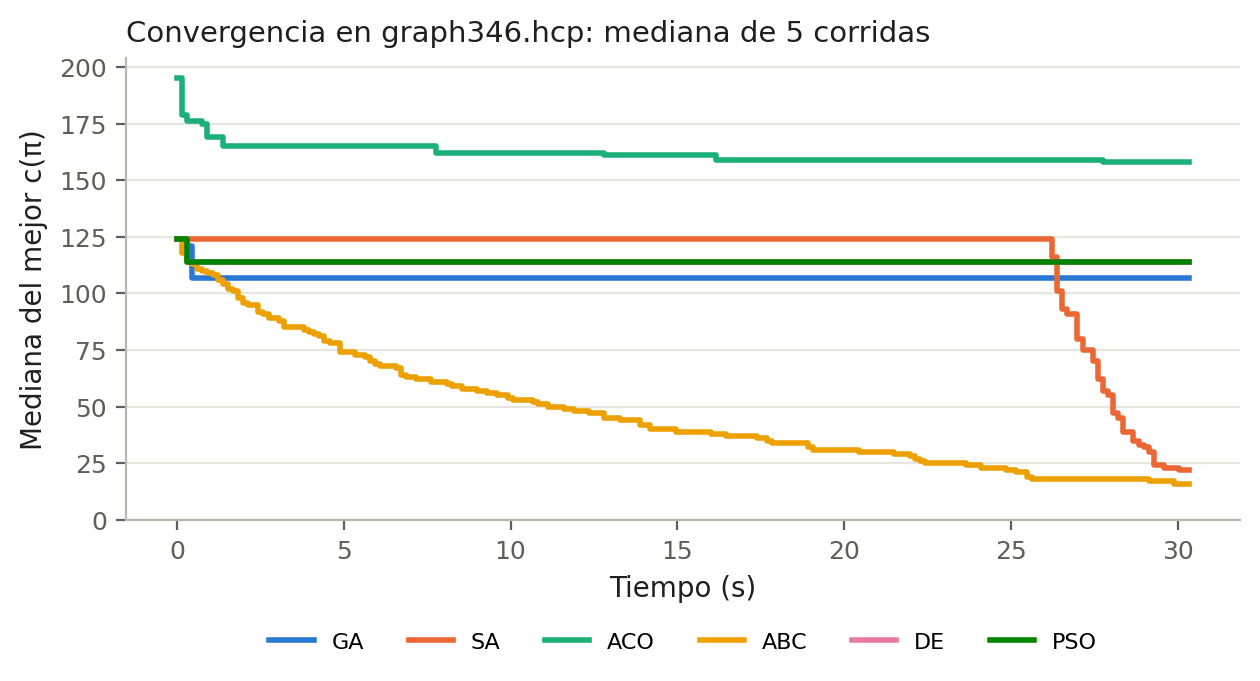 Convergencia en graph346.hcp: mediana de 5 corridas
Mediana del mejor c(π)
200
175
150
125
100
75
50
25
0
0 5 10 15 20 25 30
Tiempo (s)
GA SA ACO ABC DE PSO